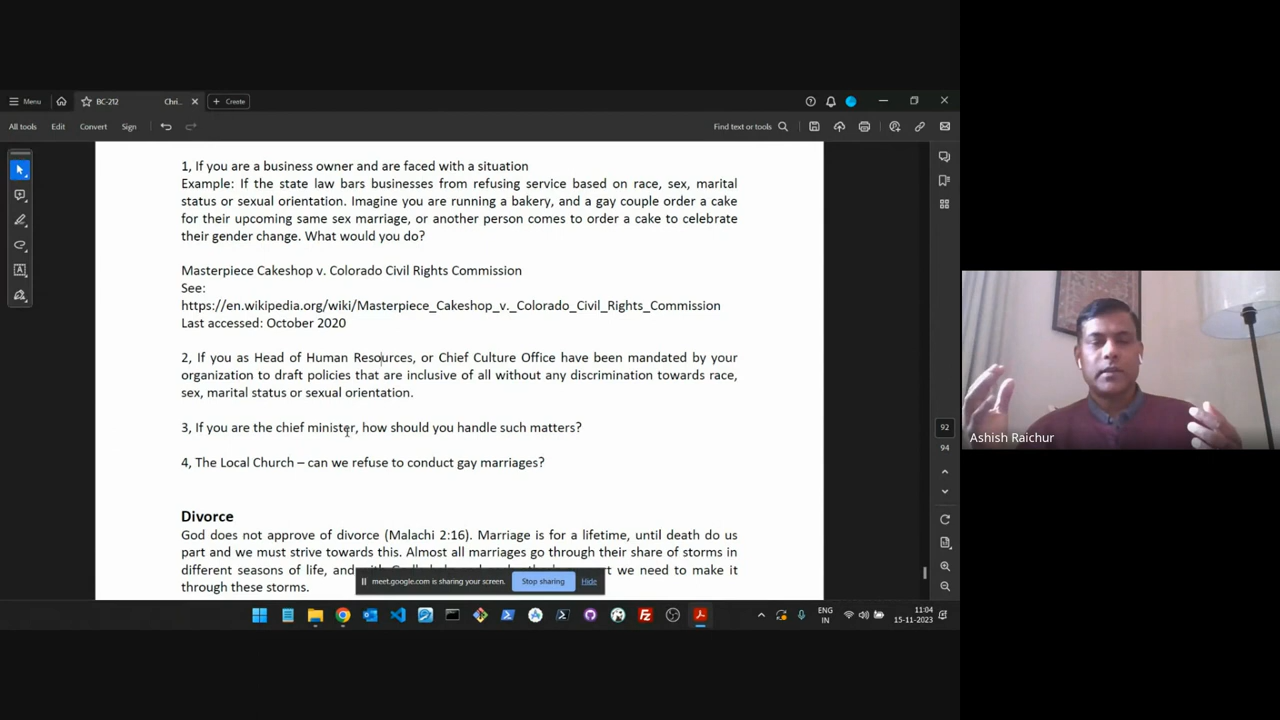 Menu
BC-212
Chri...
Create
All tools
Edit
Convert
Sign
Find text or tools
1, If you are a business owner and are faced with a situation
Example: If the state law bars businesses from refusing service based on race, sex, marital
status or sexual orientation. Imagine you are running a bakery, and a gay couple order a cake
for their upcoming same sex marriage, or another person comes to order a cake to celebrate
their gender change. What would you do?
Masterpiece Cakeshop v. Colorado Civil Rights Commission
See:
https://en.wikipedia.org/wiki/Masterpiece_Cakeshop_v._Colorado_Civil_Rights_Commission
Last accessed: October 2020
2, If you as Head of Human Resources, or Chief Culture Office have been mandated by your
organization to draft policies that are inclusive of all without any discrimination towards race,
sex, marital status or sexual orientation.
3, If you are the chief minister, how should you handle such matters?
4, The Local Church – can we refuse to conduct gay marriages?
Divorce
God does not approve of divorce (Malachi 2:16). Marriage is for a lifetime, until death do us
part and we must strive towards this. Almost all marriages go through their share of storms in
different seasons of life, and we need to make it
through these storms.
92
94
meet.google.com is sharing your screen.
Stop sharing
Hide
ENG
IN
11:04
15-11-2023
Ashish Raichur